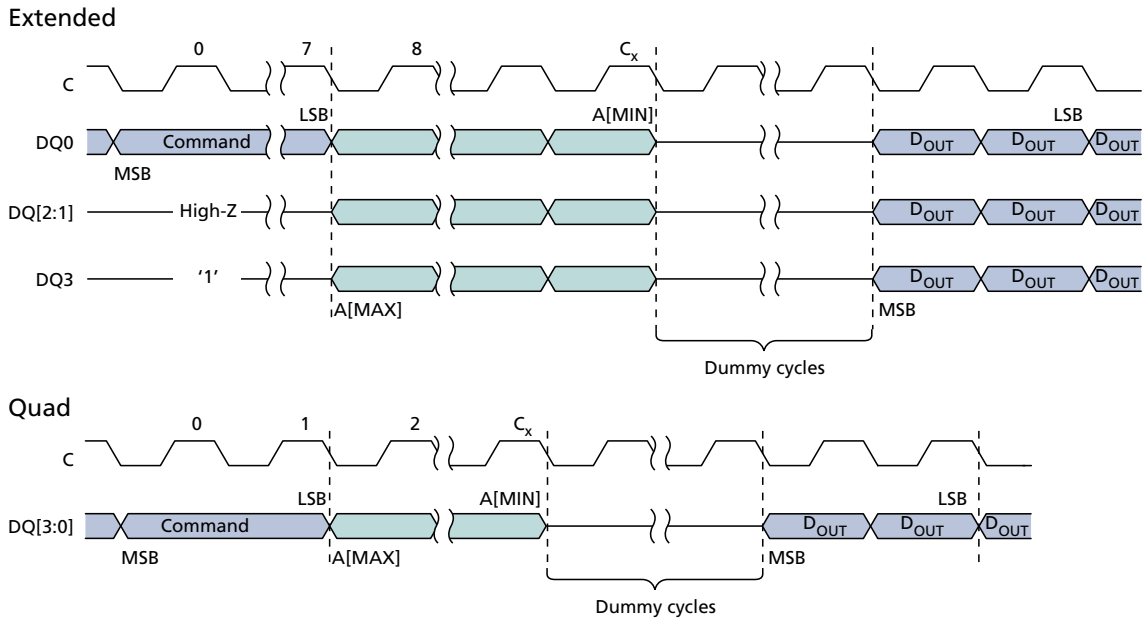 Extended
0 7 8 Cx
C
LSB A[MIN] LSB
DQ0 Command DOUT DOUT DOUT
MSB
DQ[2:1] High-Z DOUT DOUT DOUT
DQ3 '1' DOUT DOUT DOUT
A[MAX] MSB
Dummy cycles
Quad
0 1 2 Cx
C
LSB A[MIN] LSB
DQ[3:0] Command DOUT DOUT DOUT
MSB A[MAX] MSB
Dummy cycles